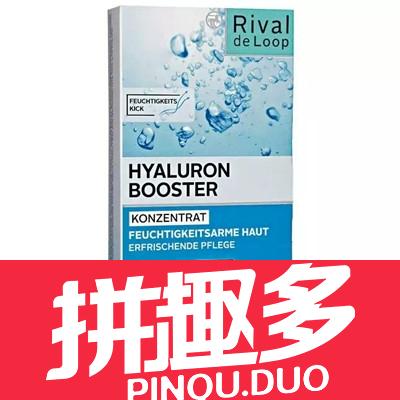 Rival
de Loop
FEUCHTIGKEITS
KICK
HYALURON
BOOSTER
KONZENTRAT
FEUCHTIGKEITSARME HAUT
ERFRISCHENDE PFLEGE
拼趣多
PINQU.DUO